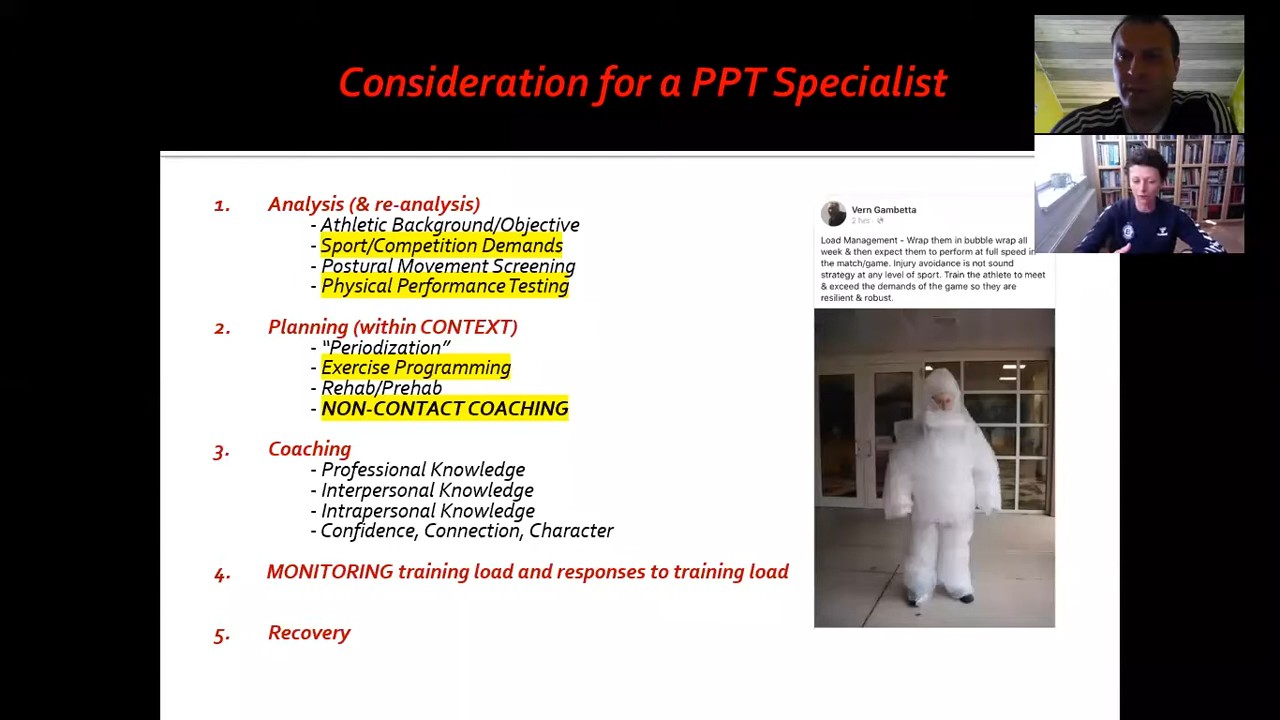 Consideration for a PPT Specialist
1. Analysis (& re-analysis)
- Athletic Background/Objective
- Sport/Competition Demands
- Postural Movement Screening
- Physical Performance Testing
2. Planning (within CONTEXT)
- “Periodization”
- Exercise Programming
- Rehab/Prehab
- NON-CONTACT COACHING
3. Coaching
- Professional Knowledge
- Interpersonal Knowledge
- Intrapersonal Knowledge
- Confidence, Connection, Character
4. MONITORING training load and responses to training load
5. Recovery
Vern Gambetta
2 hrs ·
Load Management - Wrap them in bubble wrap all
week & then expect them to perform at full speed in
the match/game. Injury avoidance is not sound
strategy at any level of sport. Train the athlete to meet
& exceed the demands of the game so they are
resilient & robust.